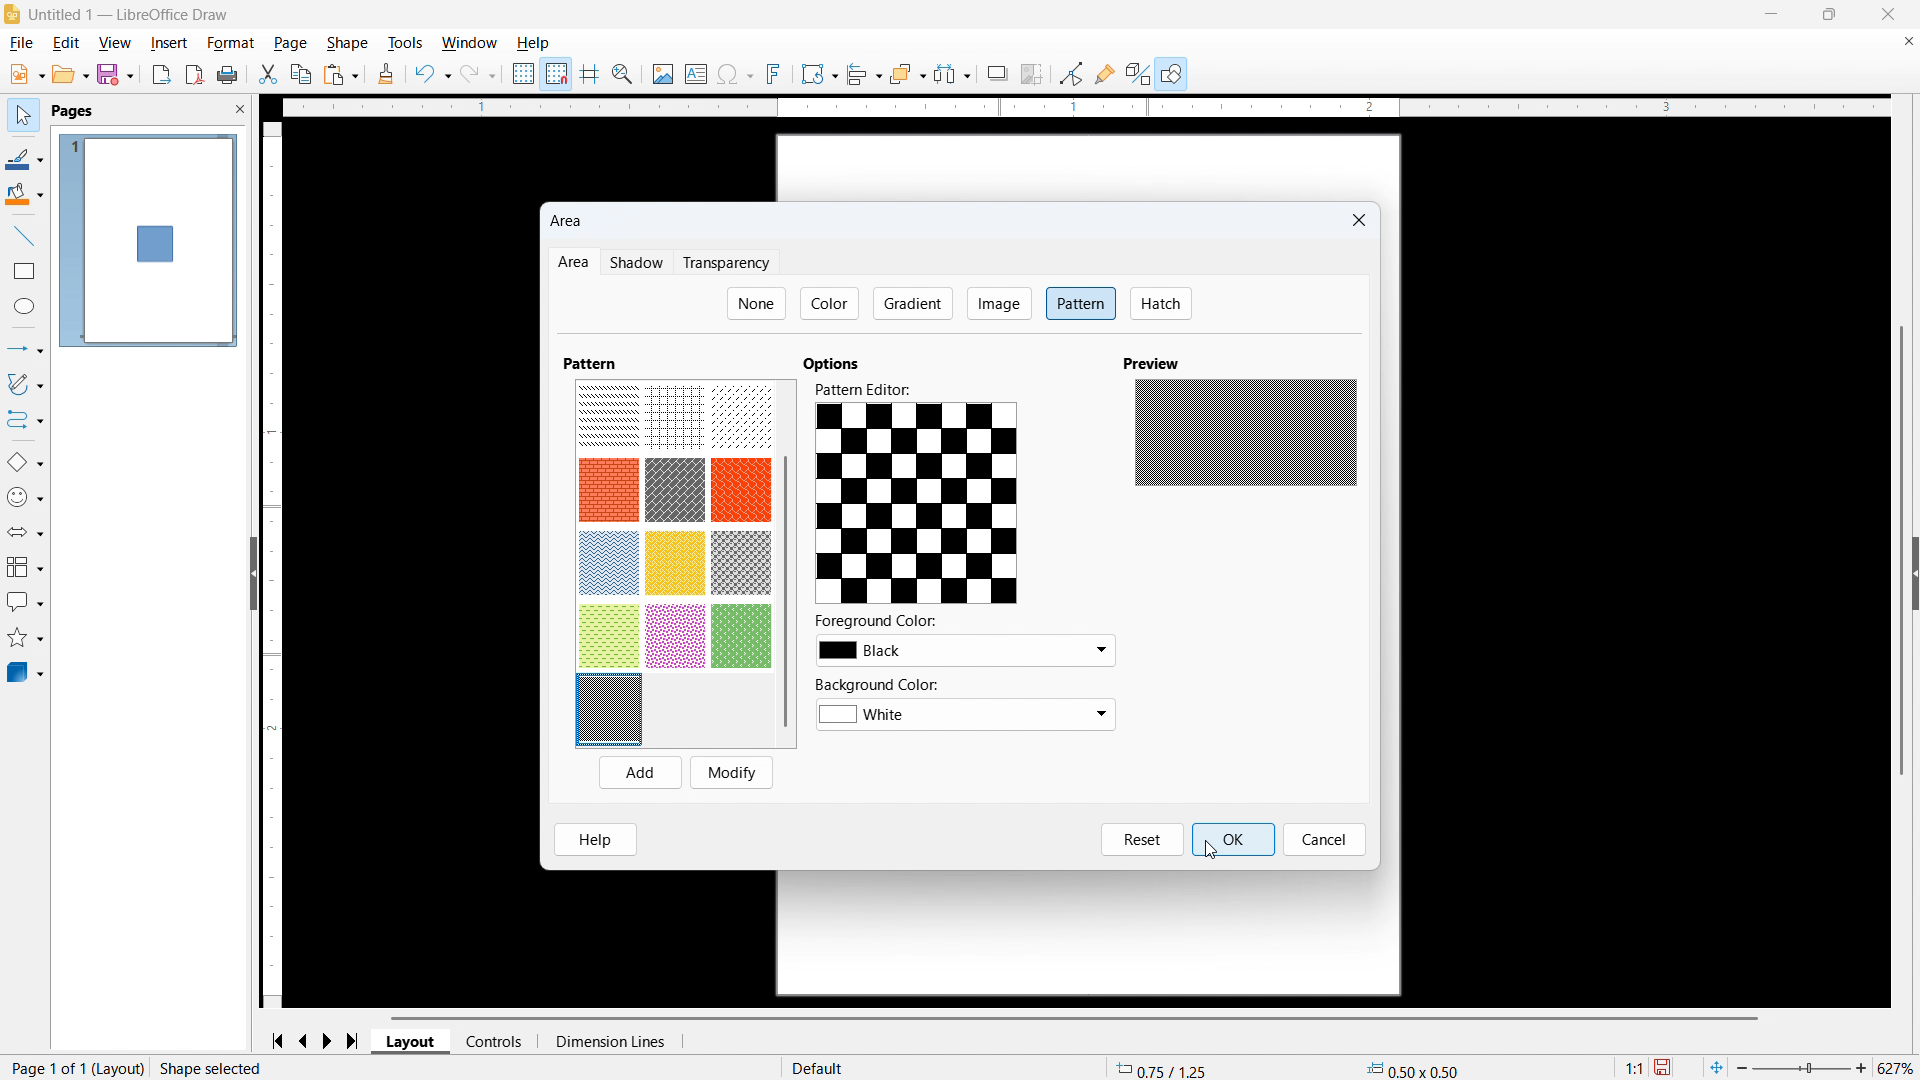 Untitled 1 — LibreOffice Draw
File Edit View Insert Format Page Shape Tools Window Help
Pages
1
1 1 2 3
1
2
Area
Area Shadow Transparency
None Color Gradient Image Pattern Hatch
Pattern Options Preview
Pattern Editor:
Foreground Color:
Black
Background Color:
White
Add Modify
Help Reset OK Cancel
Layout Controls Dimension Lines
Page 1 of 1 (Layout) Shape selected Default 0.75 / 1.25 0.50 x 0.50 1:1 627%